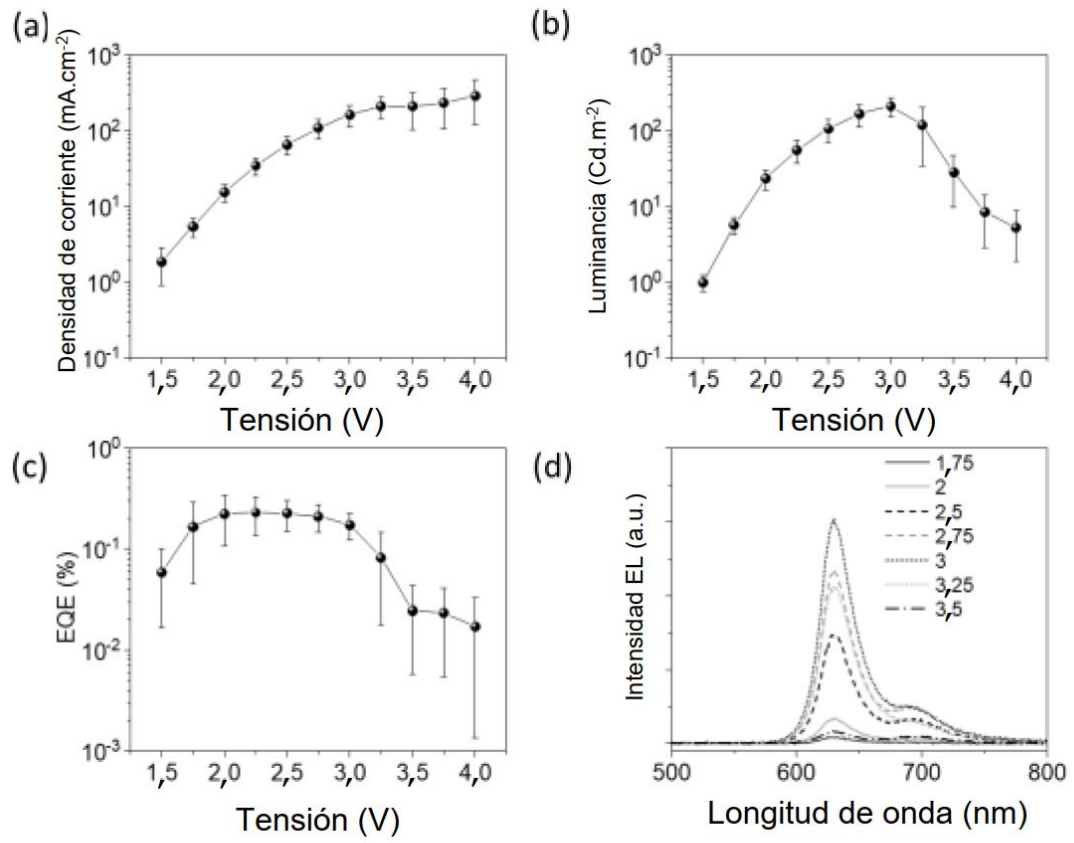 (a)
Densidad de corriente (mA.cm-2)
10³
10²
10¹
10⁰
10⁻¹
1,5 2,0 2,5 3,0 3,5 4,0
Tensión (V)
(b)
Luminancia (Cd.m-2)
10³
10²
10¹
10⁰
10⁻¹
1,5 2,0 2,5 3,0 3,5 4,0
Tensión (V)
(c)
EQE (%)
10⁰
10⁻¹
10⁻²
10⁻³
1,5 2,0 2,5 3,0 3,5 4,0
Tensión (V)
(d)
Intensidad EL (a.u.)
1,75
2
2,5
2,75
3
3,25
3,5
500 600 700 800
Longitud de onda (nm)